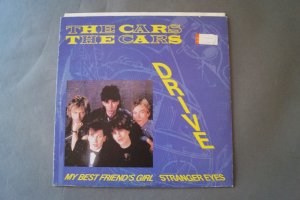 THE CARS
THE CARS
DRIVE
MY BEST FRIEND'S GIRL STRANGER EYES